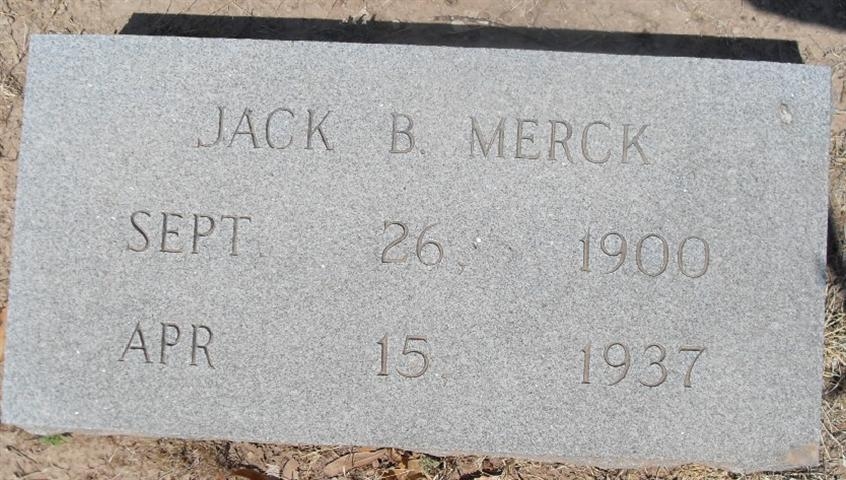 JACK B. MERCK
SEPT. 26, 1900
APR 15, 1937